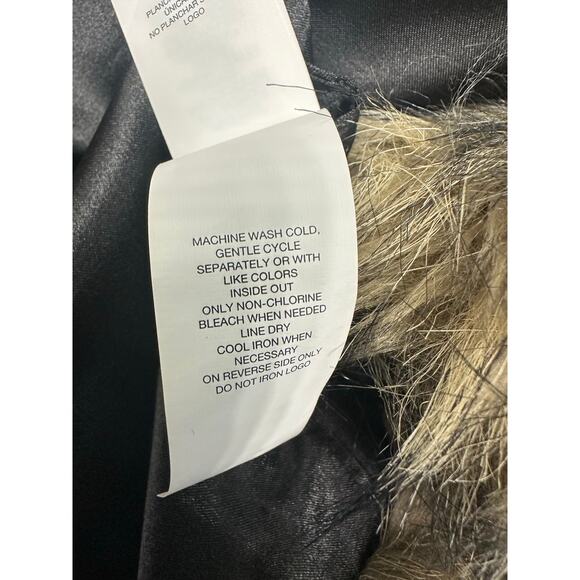 ÚNICA
NO PLANCHAR
LOGO
MACHINE WASH COLD,
GENTLE CYCLE
SEPARATELY OR WITH
LIKE COLORS
INSIDE OUT
ONLY NON-CHLORINE
BLEACH WHEN NEEDED
LINE DRY
COOL IRON WHEN
NECESSARY
ON REVERSE SIDE ONLY
DO NOT IRON LOGO